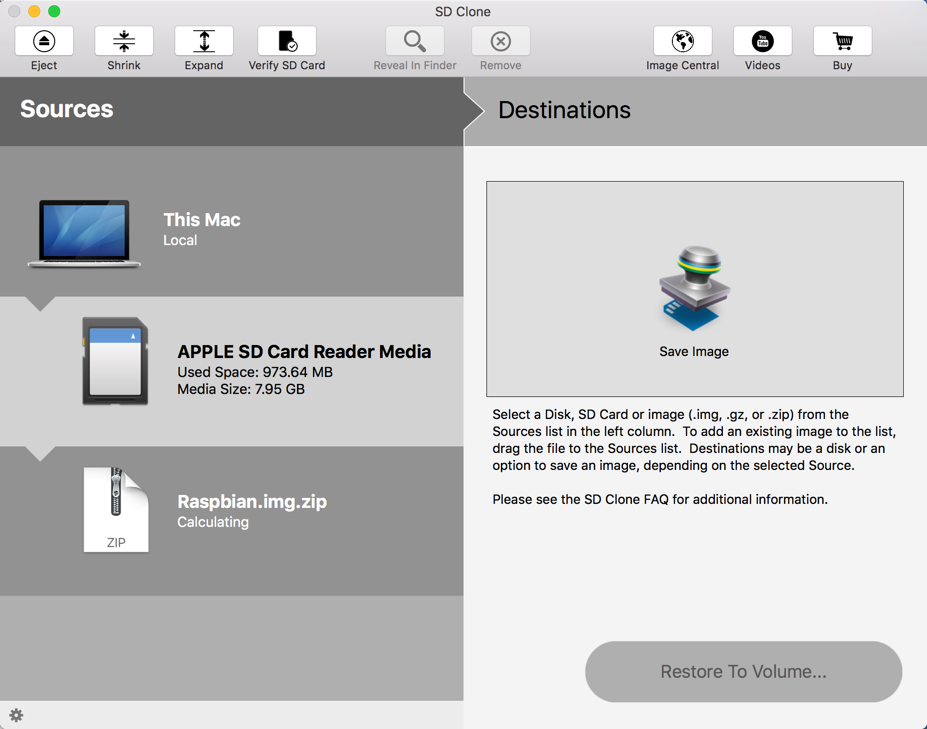 SD Clone
Eject
Shrink
Expand
Verify SD Card
Reveal In Finder
Remove
Image Central
You
Tube
Videos
Buy
Sources
Destinations
This Mac
Local
APPLE SD Card Reader Media
Used Space: 973.64 MB
Media Size: 7.95 GB
ZIP
Raspbian.img.zip
Calculating
Save Image
Select a Disk, SD Card or image (.img, .gz, or .zip) from the
Sources list in the left column.  To add an existing image to the list,
drag the file to the Sources list.  Destinations may be a disk or an
option to save an image, depending on the selected Source.
Please see the SD Clone FAQ for additional information.
Restore To Volume...